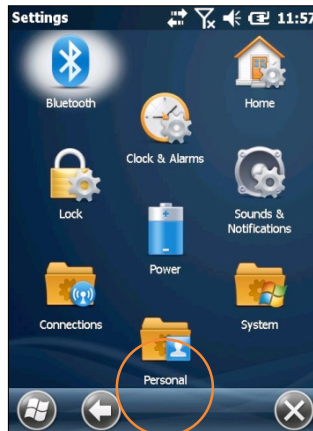 Settings 11:57
Bluetooth
Home
Clock & Alarms
Lock
Sounds &
Notifications
Power
Connections
System
Personal